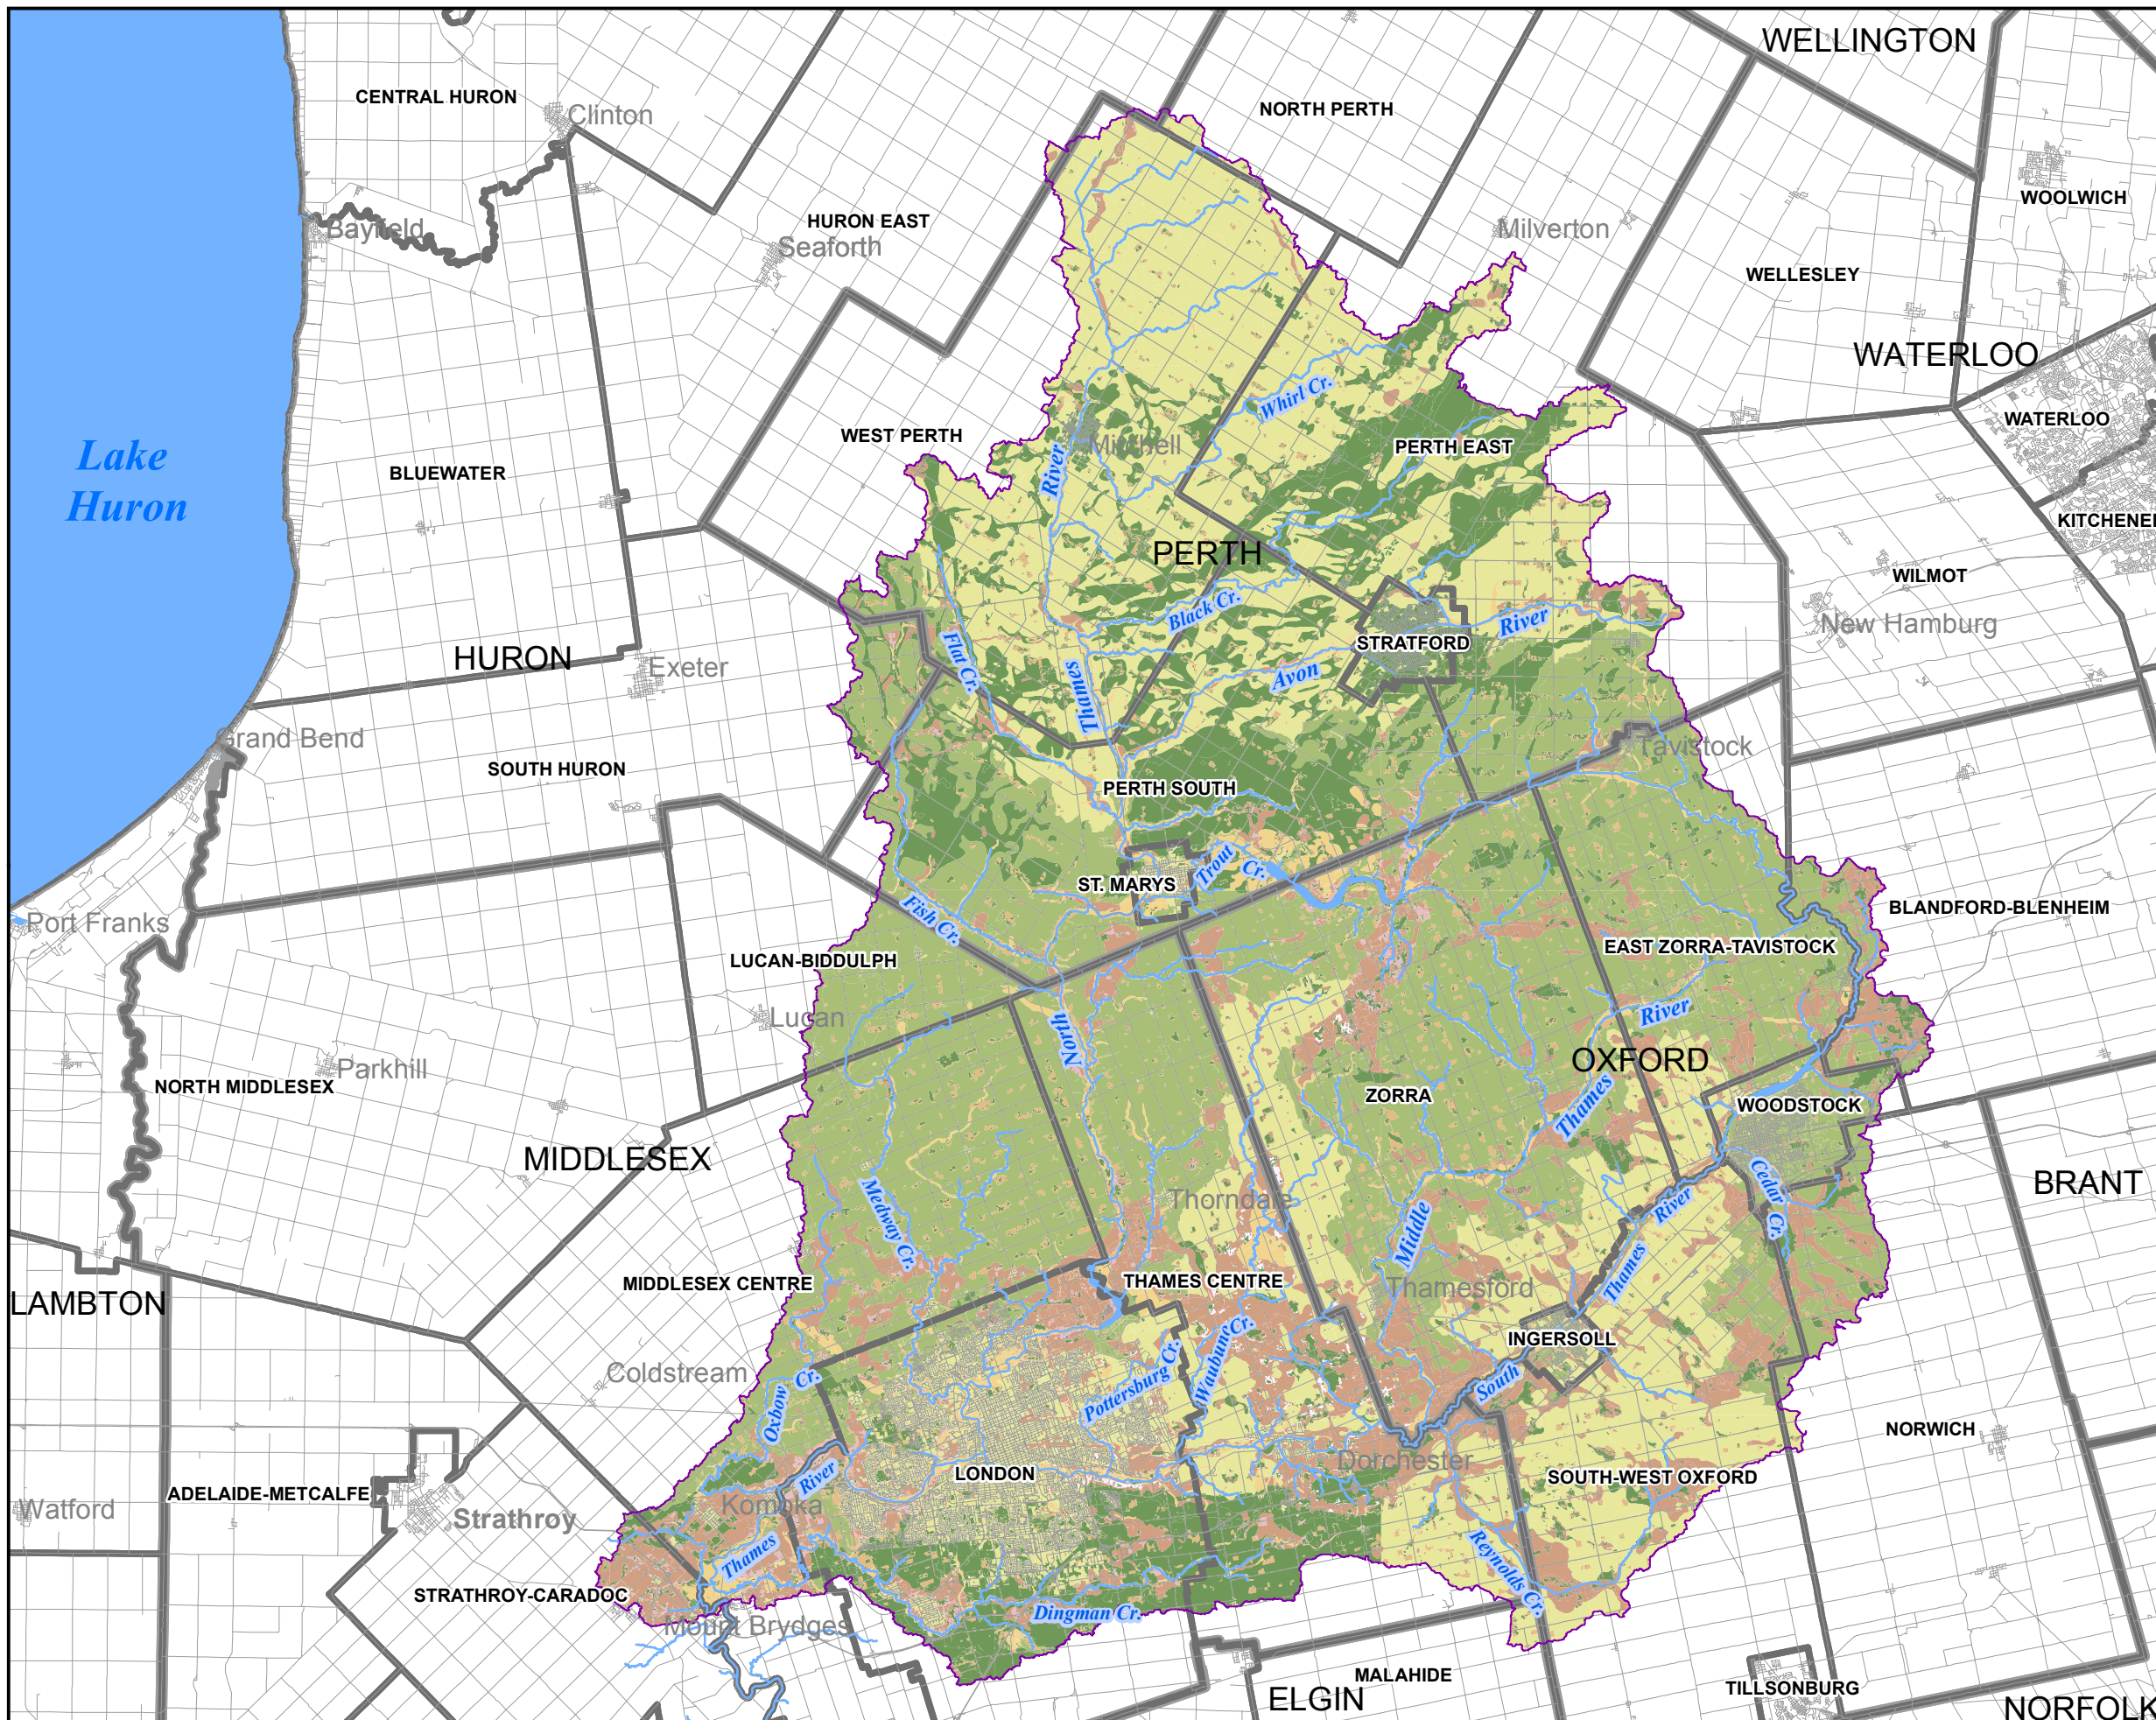 WELLINGTON
CENTRAL HURON
Clinton
NORTH PERTH
WOOLWICH
HURON EAST
Bayfield
Seaforth
Milverton
WELLESLEY
WATERLOO
Whirl Cr.
WATERLOO
WEST PERTH
Mitchell
PERTH EAST
Lake
Huron
BLUEWATER
River
KITCHENE
PERTH
WILMOT
Black Cr.
New Hamburg
River
STRATFORD
HURON
Exeter
Flat Cr.
Thames
Avon
Grand Bend
Tavistock
SOUTH HURON
PERTH SOUTH
Trout
Cr.
ST. MARYS
Port Franks
Fish Cr.
BLANDFORD-BLENHEIM
EAST ZORRA-TAVISTOCK
LUCAN-BIDDULPH
Lucan
North
River
Parkhill
OXFORD
NORTH MIDDLESEX
ZORRA
Thames
WOODSTOCK
MIDDLESEX
Thorndale
Cedar
Cr.
River
BRANT
Medway Cr.
Middle
Thames
MIDDLESEX CENTRE
THAMES CENTRE
Thamesford
LAMBTON
Waubuno Cr.
INGERSOLL
Coldstream
Oxbow
Cr.
Pottersburg Cr.
South
NORWICH
LONDON
Dorchester
SOUTH-WEST OXFORD
River
ADELAIDE-METCALFE
Komoka
Watford
Strathroy
Thames
Reynolds Cr.
STRATHROY-CARADOC
Mount Brydges
Dingman Cr.
MALAHIDE
ELGIN
TILLSONBURG
NORFOLK